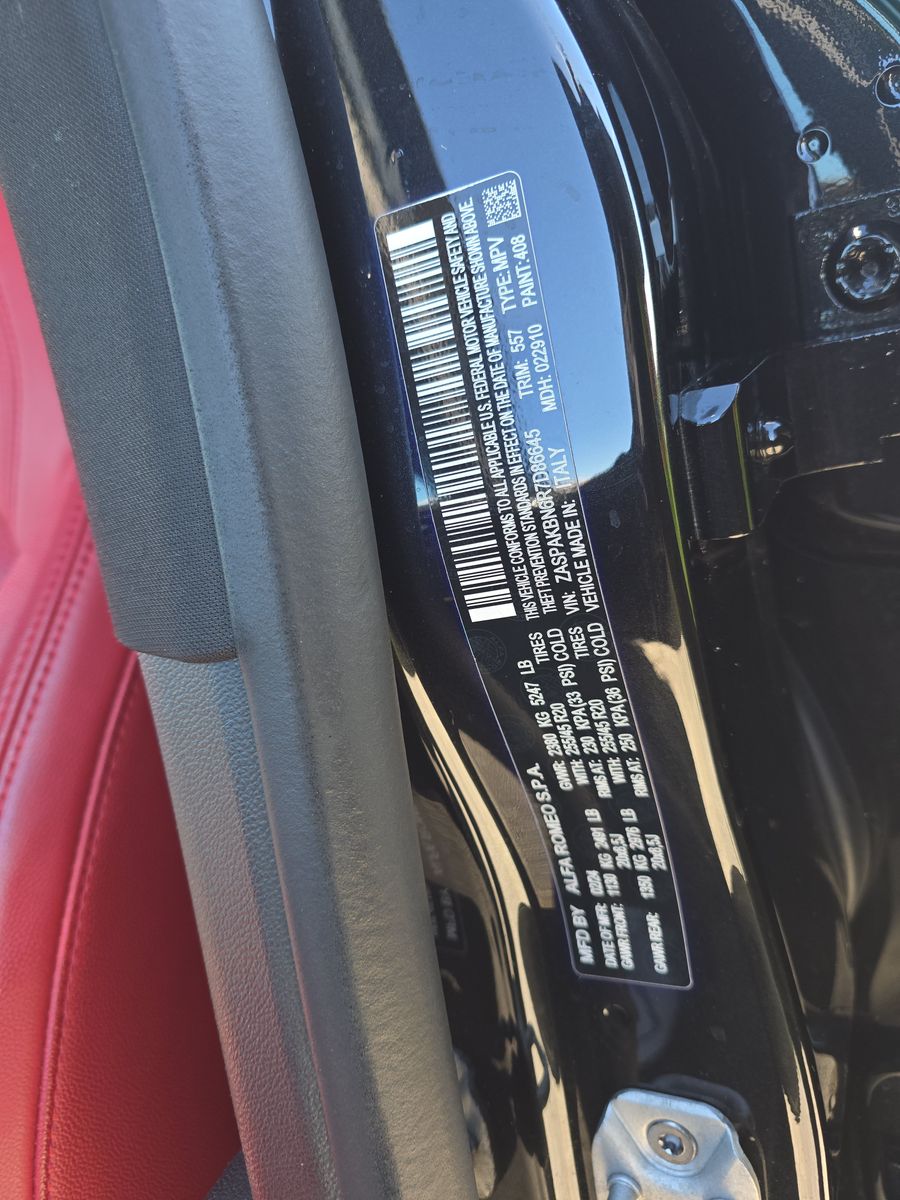 MFD BY ALFA ROMEO S.P.A.
DATE OF MFR: 10/224 GVWR: 2380 KG 5247 LB
GAWR FRONT: 1130 KG 2491 LB WITH: 255/45 R20 TIRES
20x8,5J RIMS AT: 230 KPA(33 PSI) COLD
GAWR REAR: 1350 KG 2976 LB WITH: 255/45 R20 TIRES
20x8,5J RIMS AT: 250 KPA(36 PSI) COLD
THIS VEHICLE CONFORMS TO ALL APPLICABLE U.S. FEDERAL MOTOR VEHICLE SAFETY AND
THEFT PREVENTION STANDARDS IN EFFECT ON THE DATE OF MANUFACTURE SHOWN ABOVE.
VIN: ZASPAKBN6R7D86645 TRIM: 557 TYPE: MPV
VEHICLE MADE IN: ITALY MDH: 022910 PAINT: 408